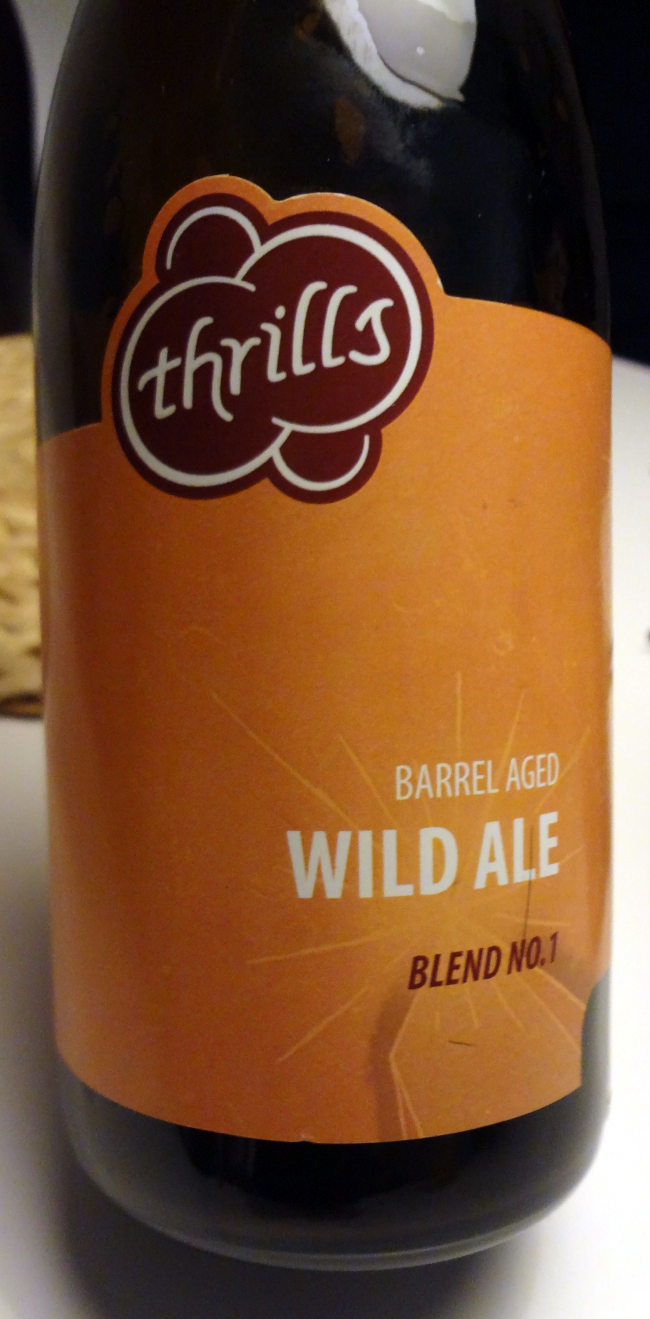 thrills
BARREL AGED
WILD ALE
BLEND NO.1